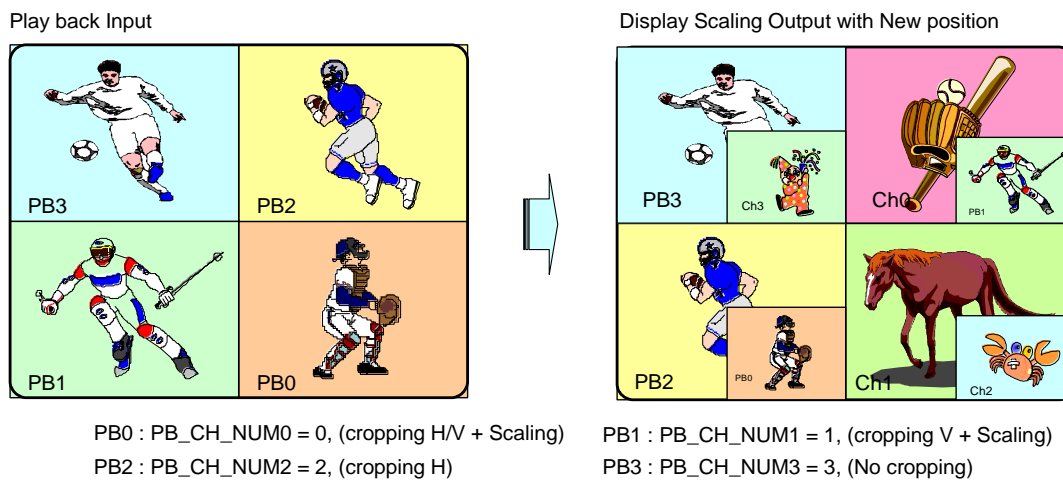 Play back Input
Display Scaling Output with New position
PB3
PB2
PB1
PB0
PB3
Ch3
Ch0
PB1
PB2
PB0
Ch1
Ch2
PB0 : PB_CH_NUM0 = 0, (cropping H/V + Scaling)
PB1 : PB_CH_NUM1 = 1, (cropping V + Scaling)
PB2 : PB_CH_NUM2 = 2, (cropping H)
PB3 : PB_CH_NUM3 = 3, (No cropping)